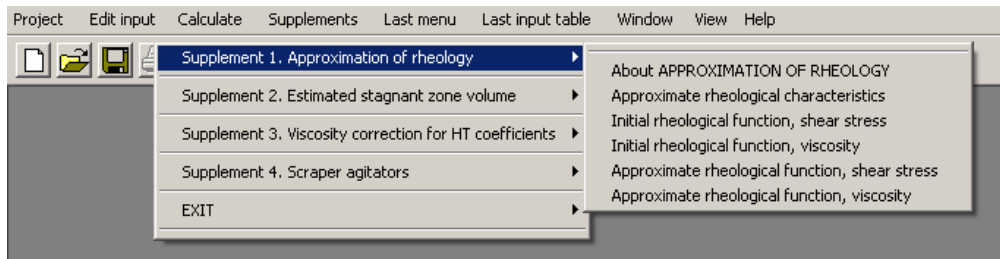 Project Edit input Calculate Supplements Last menu Last input table Window View Help
Supplement 1. Approximation of rheology
Supplement 2. Estimated stagnant zone volume
Supplement 3. Viscosity correction for HT coefficients
Supplement 4. Scraper agitators
EXIT
About APPROXIMATION OF RHEOLOGY
Approximate rheological characteristics
Initial rheological function, shear stress
Initial rheological function, viscosity
Approximate rheological function, shear stress
Approximate rheological function, viscosity